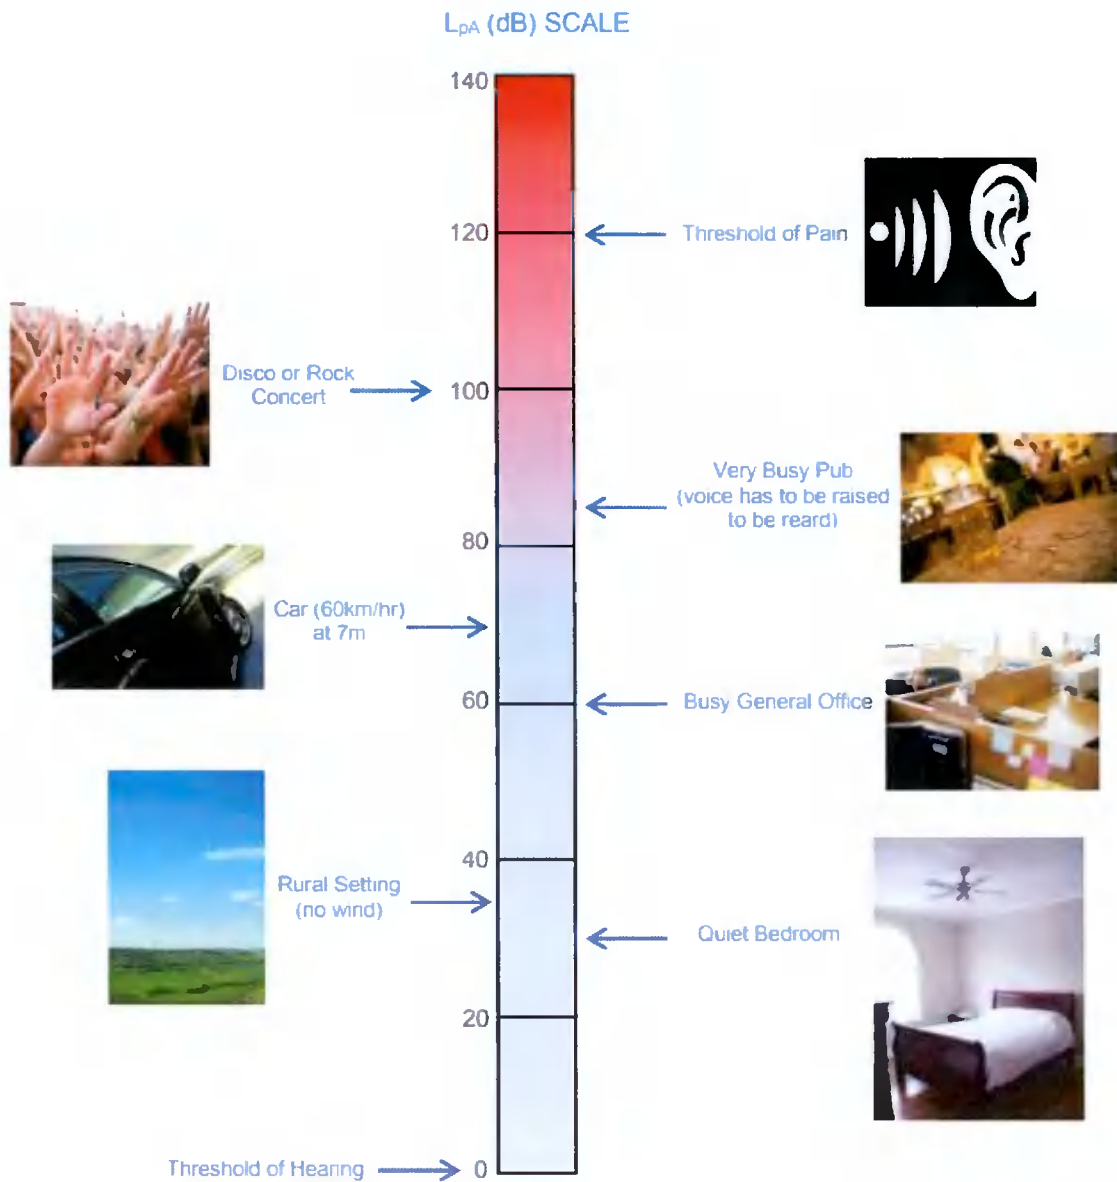 LpA (dB) SCALE
140
120
Threshold of Pain
Disco or Rock
Concert
100
Very Busy Pub
(voice has to be raised
to be reard)
80
Car (60km/hr)
at 7m
60
Busy General Office
40
Rural Setting
(no wind)
Quiet Bedroom
20
Threshold of Hearing
0